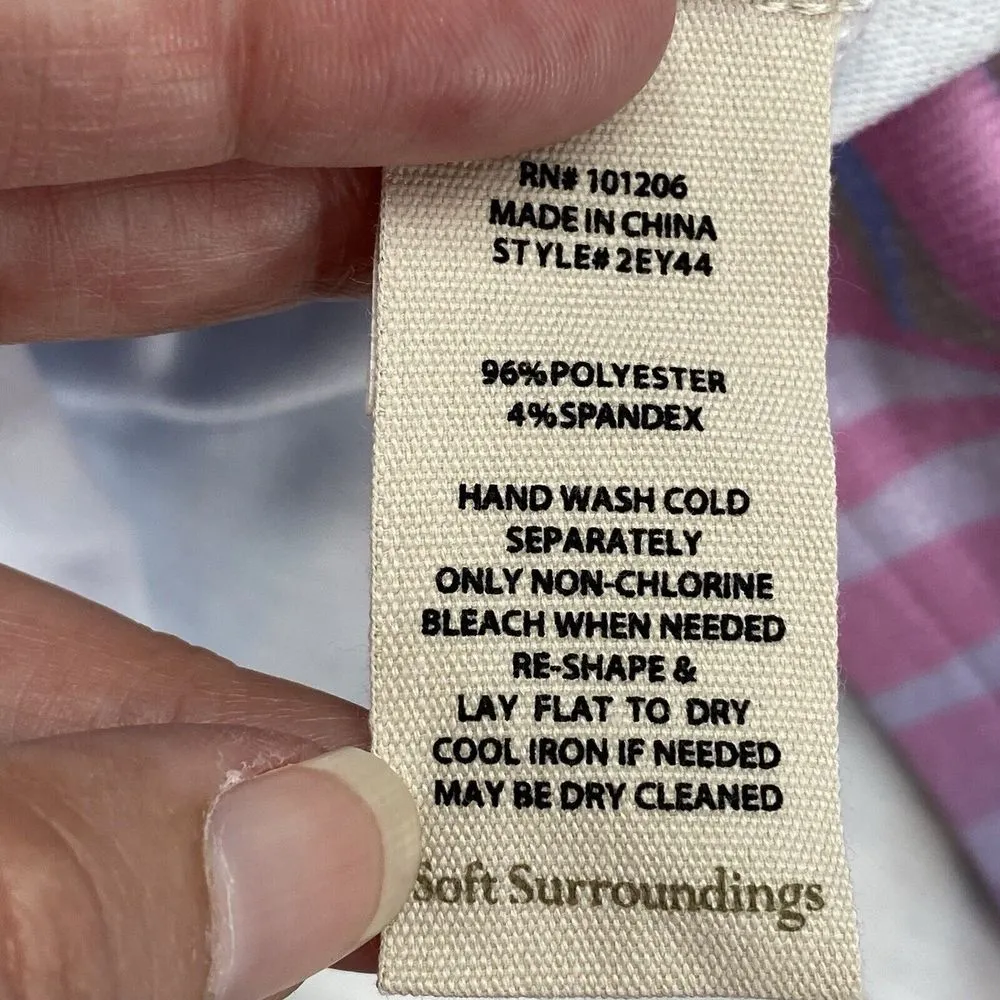 RN# 101206
MADE IN CHINA
STYLE# 2EY44
96% POLYESTER
4% SPANDEX
HAND WASH COLD
SEPARATELY
ONLY NON-CHLORINE
BLEACH WHEN NEEDED
RE-SHAPE &
LAY FLAT TO DRY
COOL IRON IF NEEDED
MAY BE DRY CLEANED
Soft Surroundings